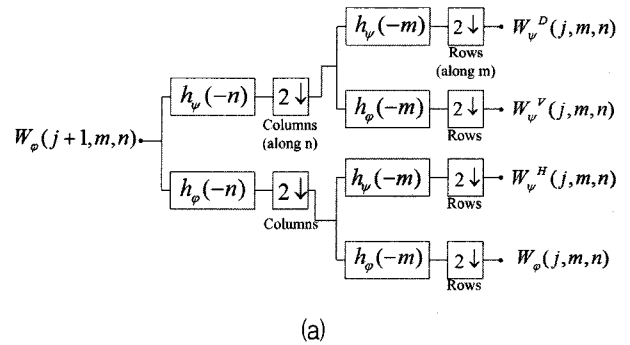 h_ψ(-m) 2↓ W_ψ^D(j,m,n)
Rows
(along m)
h_ψ(-n) 2↓
Columns
(along n)
h_φ(-m) 2↓ W_ψ^V(j,m,n)
Rows
W_φ(j+1,m,n)
h_φ(-n) 2↓
Columns
h_ψ(-m) 2↓ W_ψ^H(j,m,n)
Rows
h_φ(-m) 2↓ W_φ(j,m,n)
Rows
(a)